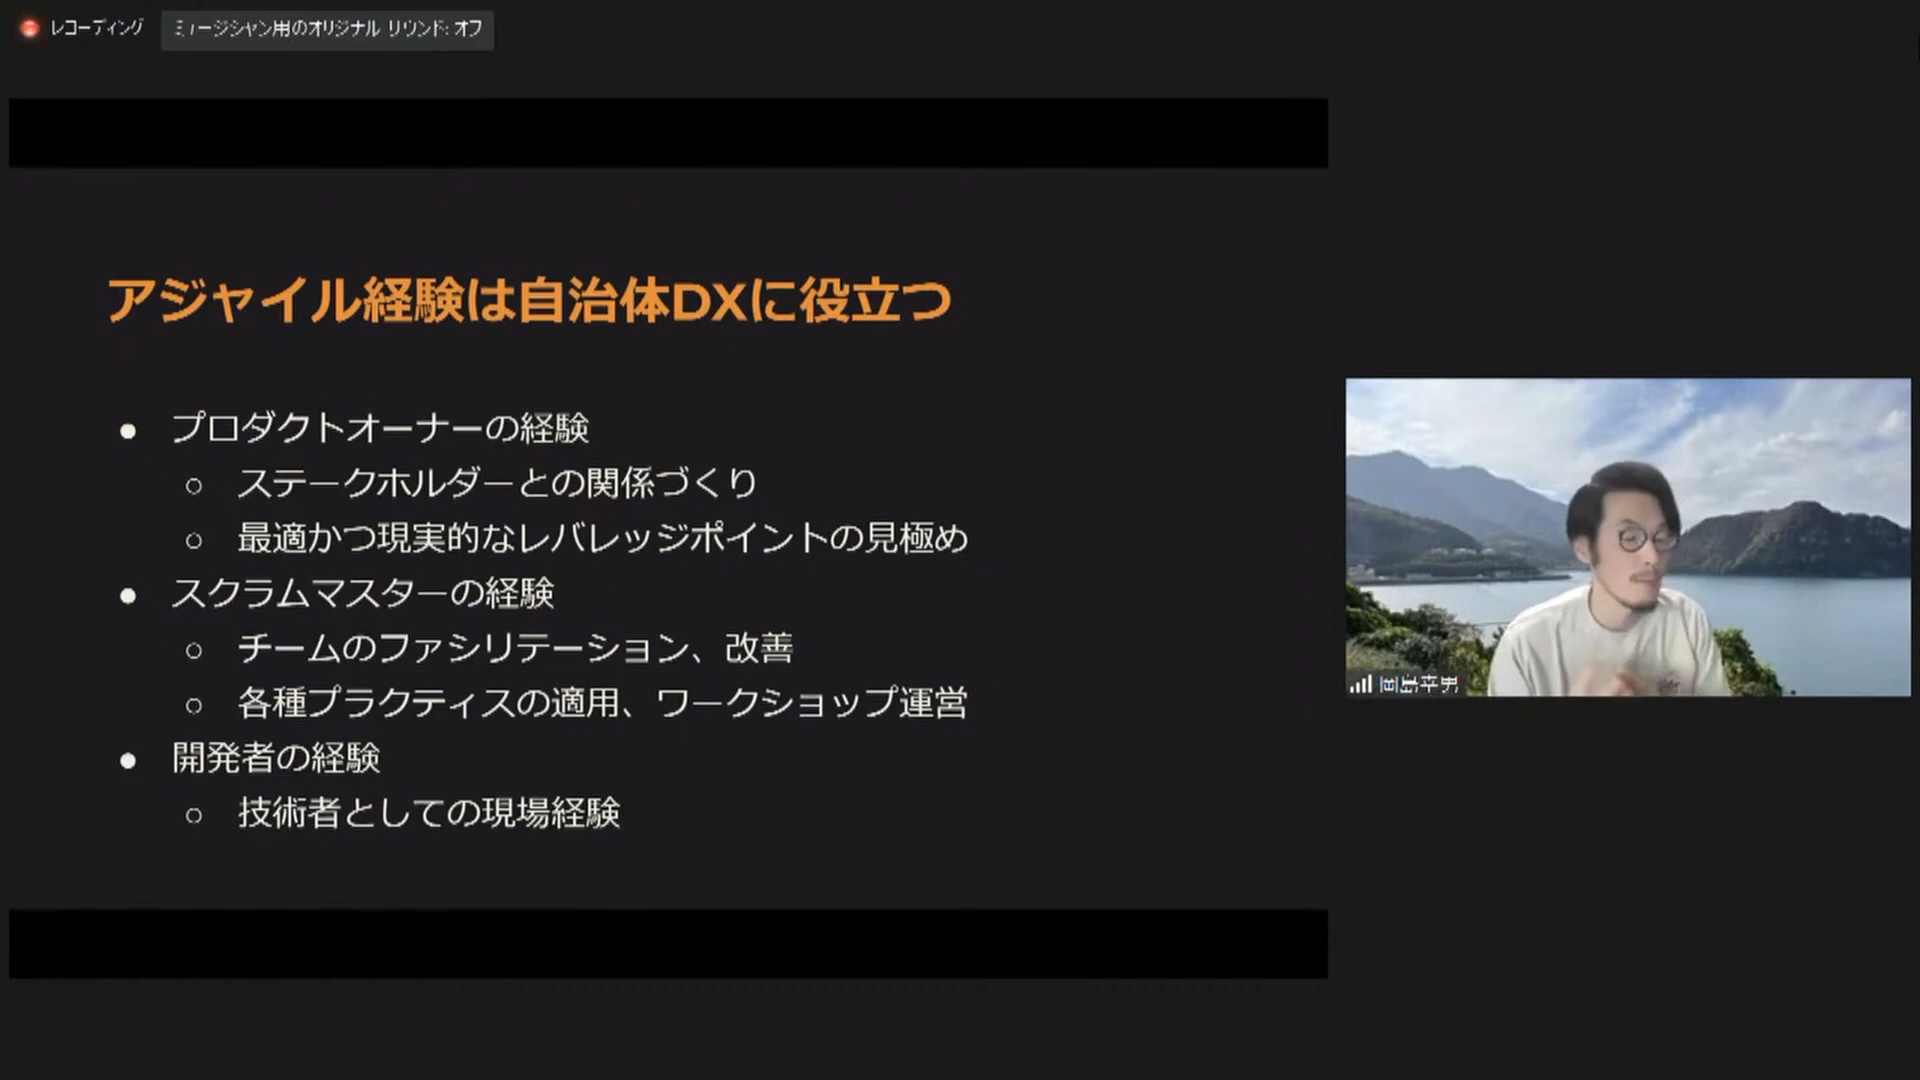 レコーディング
ミュージシャン用のオリジナル サウンド: オフ
アジャイル経験は自治体DXに役立つ
● プロダクトオーナーの経験
○ ステークホルダーとの関係づくり
○ 最適かつ現実的なレバレッジポイントの見極め
● スクラムマスターの経験
○ チームのファシリテーション、改善
○ 各種プラクティスの適用、ワークショップ運営
● 開発者の経験
○ 技術者としての現場経験